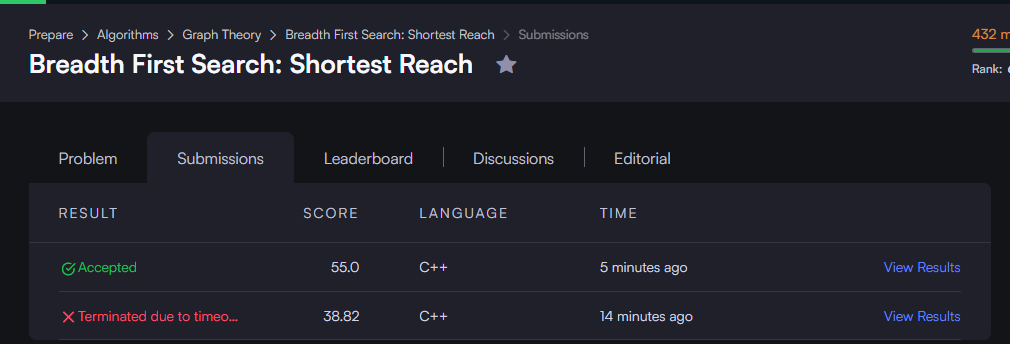 Prepare > Algorithms > Graph Theory > Breadth First Search: Shortest Reach > Submissions
432 m
Breadth First Search: Shortest Reach
Rank:
Problem Submissions Leaderboard Discussions Editorial
RESULT SCORE LANGUAGE TIME
Accepted 55.0 C++ 5 minutes ago View Results
Terminated due to timeo... 38.82 C++ 14 minutes ago View Results